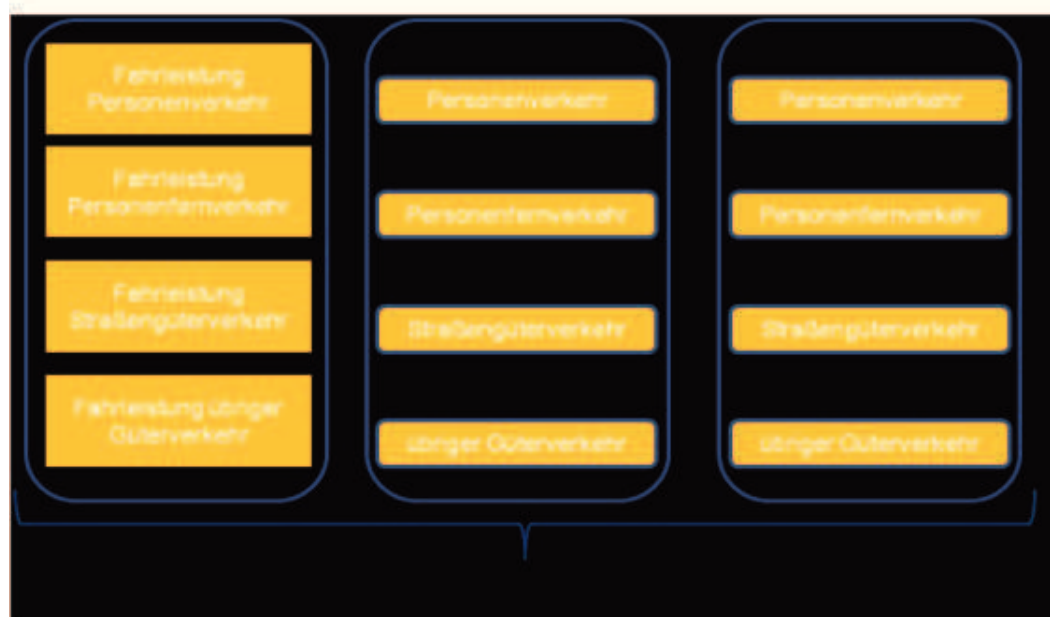 Fahrleistung
Personenverkehr
Fahrleistung
Personenfernverkehr
Fahrleistung
Straßengüterverkehr
Fahrleistung übriger
Güterverkehr
Personenverkehr
Personenfernverkehr
Straßengüterverkehr
übriger Güterverkehr
Personenverkehr
Personenfernverkehr
Straßengüterverkehr
übriger Güterverkehr